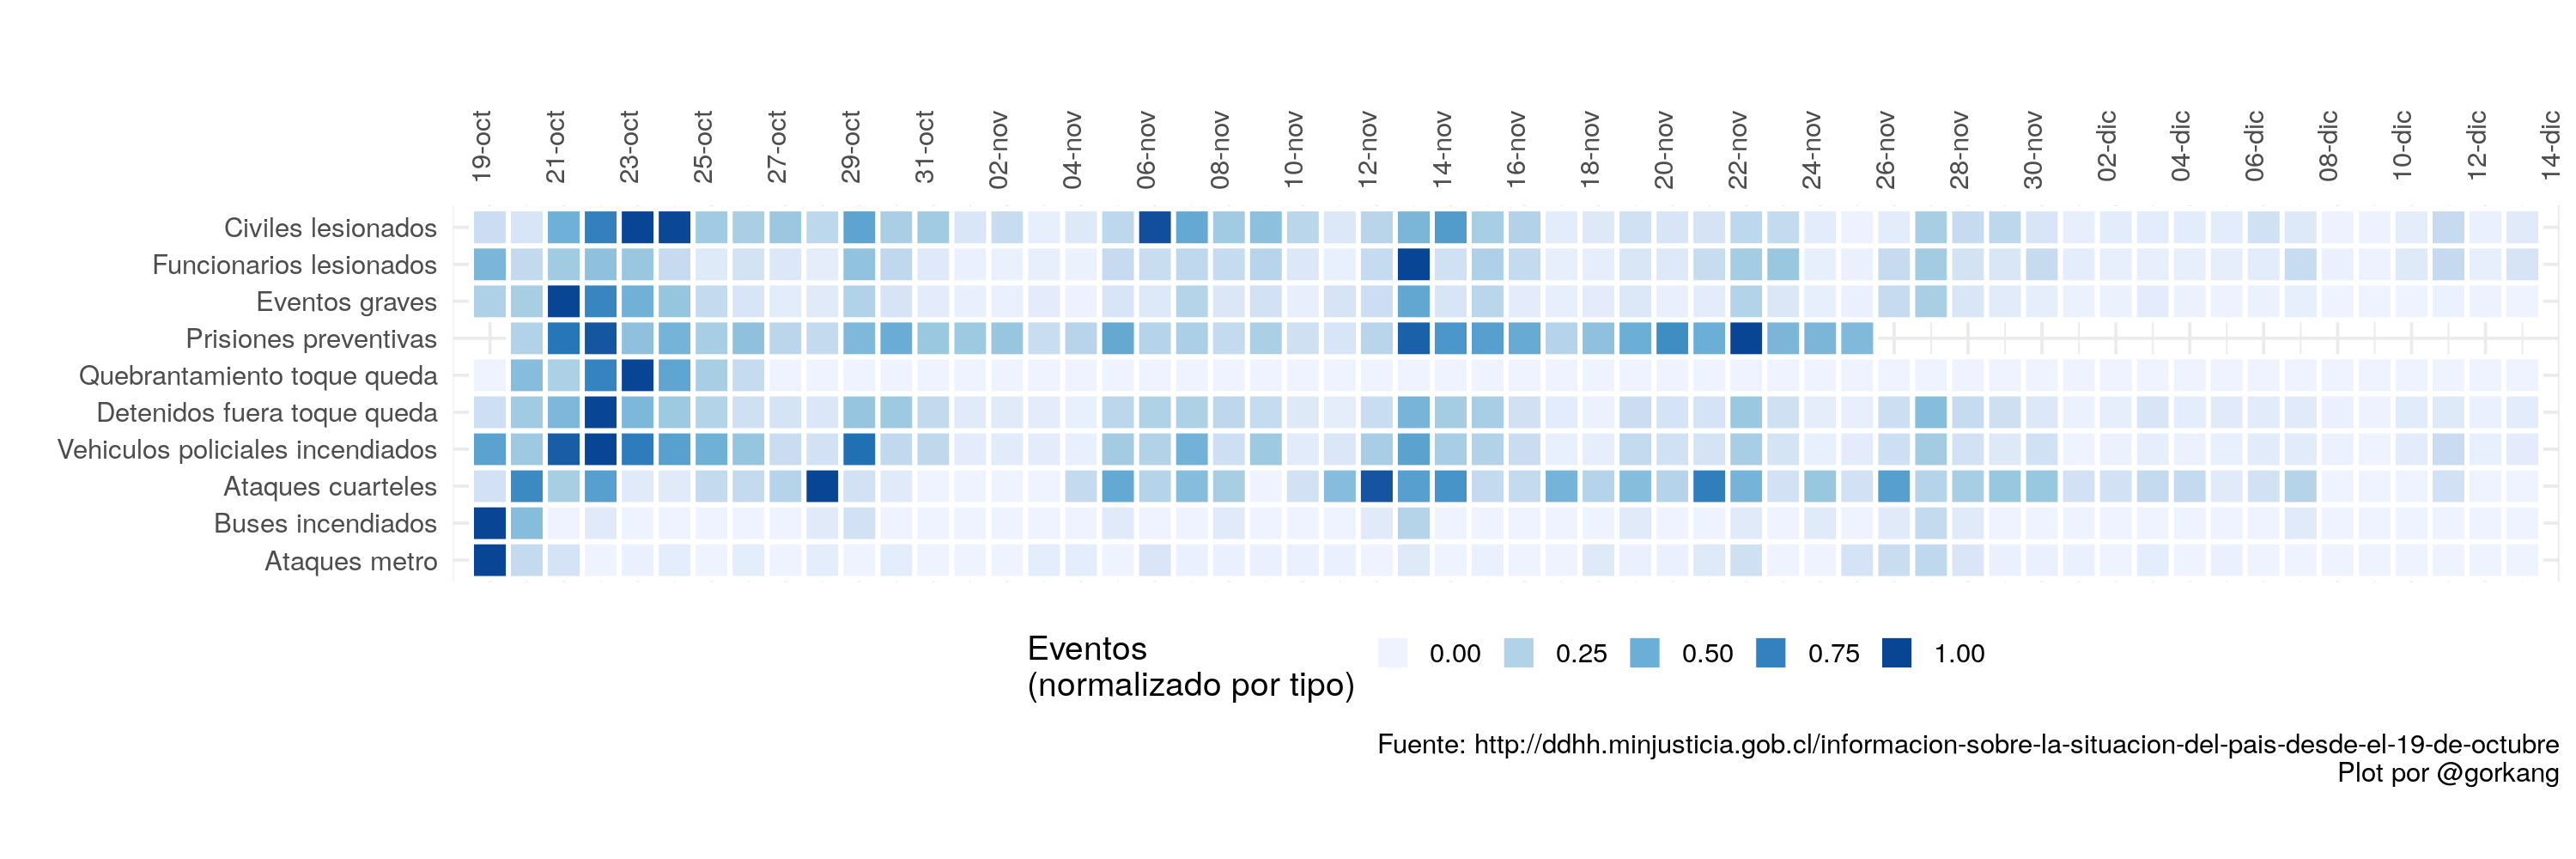 19-oct
21-oct
23-oct
25-oct
27-oct
29-oct
31-oct
02-nov
04-nov
06-nov
08-nov
10-nov
12-nov
14-nov
16-nov
18-nov
20-nov
22-nov
24-nov
26-nov
28-nov
30-nov
02-dic
04-dic
06-dic
08-dic
10-dic
12-dic
14-dic
Civiles lesionados
Funcionarios lesionados
Eventos graves
Prisiones preventivas
Quebrantamiento toque queda
Detenidos fuera toque queda
Vehiculos policiales incendiados
Ataques cuarteles
Buses incendiados
Ataques metro
Eventos
(normalizado por tipo)
0.00
0.25
0.50
0.75
1.00
Fuente: http://ddhh.minjusticia.gob.cl/informacion-sobre-la-situacion-del-pais-desde-el-19-de-octubre
Plot por @gorkang